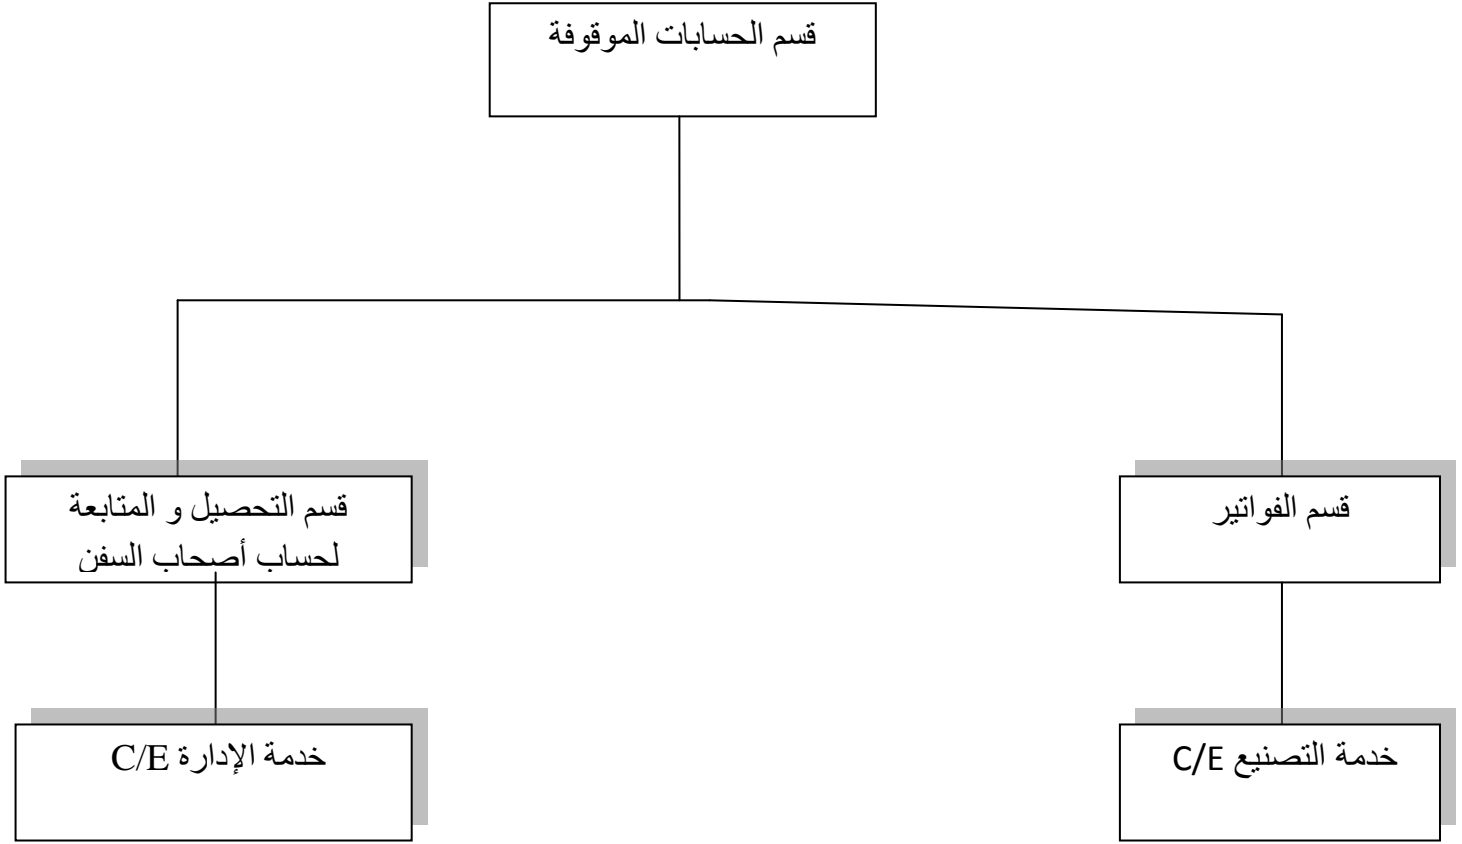 قسم الحسابات الموقوفة
قسم الفواتير
قسم التحصيل و المتابعة
لحساب أصحاب السفن
خدمة التصنيع C/E
خدمة الإدارة C/E